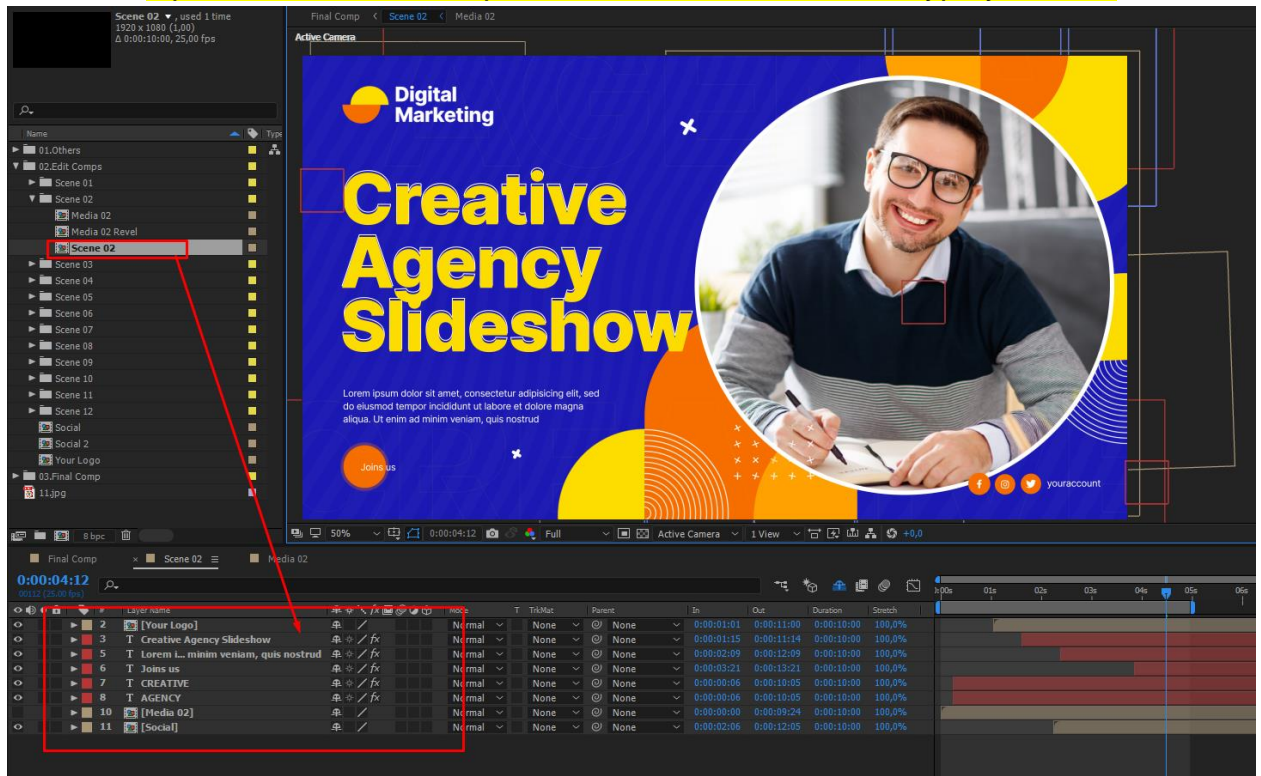 Scene 02 ▼ , used 1 time
1920 x 1080 (1,00)
Δ 0:00:10:00, 25,00 fps
Final Comp
Scene 02
Media 02
Active Camera
Name
Type
01.Others
02.Edit Comps
Scene 01
Scene 02
Media 02
Media 02 Revel
Scene 02
Scene 03
Scene 04
Scene 05
Scene 06
Scene 07
Scene 08
Scene 09
Scene 10
Scene 11
Scene 12
Social
Social 2
Your Logo
03.Final Comp
11.jpg
8 bpc
Digital
Marketing
Creative
Agency
Slideshow
Lorem ipsum dolor sit amet, consectetur adipisicing elit, sed
do eiusmod tempor incididunt ut labore et dolore magna
aliqua. Ut enim ad minim veniam, quis nostrud
Joins us
youraccount
50% 0:00:04:12 Full Active Camera 1 View +0,0
Final Comp × Scene 02 Media 02
0:00:04:12
00112 (25.00 fps)
01s 02s 03s 04s 05s 06s
# Layer Name Mode T TrkMat Parent In Out Duration Stretch
2 [Your Logo] Normal None None 0:00:01:01 0:00:11:00 0:00:10:00 100,0%
3 T Creative Agency Slideshow Normal None None 0:00:01:15 0:00:11:14 0:00:10:00 100,0%
5 T Lorem i... minim veniam, quis nostrud Normal None None 0:00:02:09 0:00:12:09 0:00:10:00 100,0%
6 T Joins us Normal None None 0:00:03:21 0:00:13:21 0:00:10:00 100,0%
7 T CREATIVE Normal None None 0:00:00:06 0:00:10:05 0:00:10:00 100,0%
8 T AGENCY Normal None None 0:00:00:06 0:00:10:05 0:00:10:00 100,0%
10 [Media 02] Normal None None 0:00:00:00 0:00:09:24 0:00:10:00 100,0%
11 [Social] Normal None None 0:00:02:06 0:00:12:05 0:00:10:00 100,0%